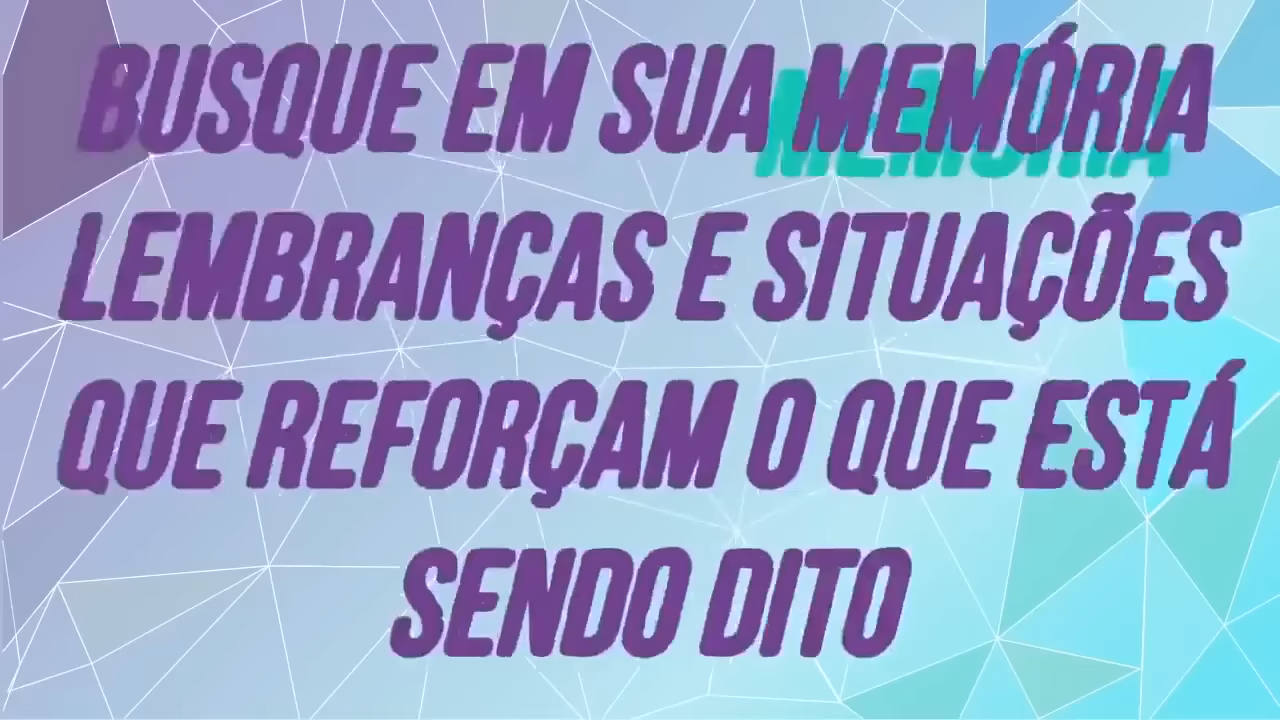 BUSQUE EM SUA MEMÓRIA
LEMBRANÇAS E SITUAÇÕES
QUE REFORÇAM O QUE ESTÁ
SENDO DITO